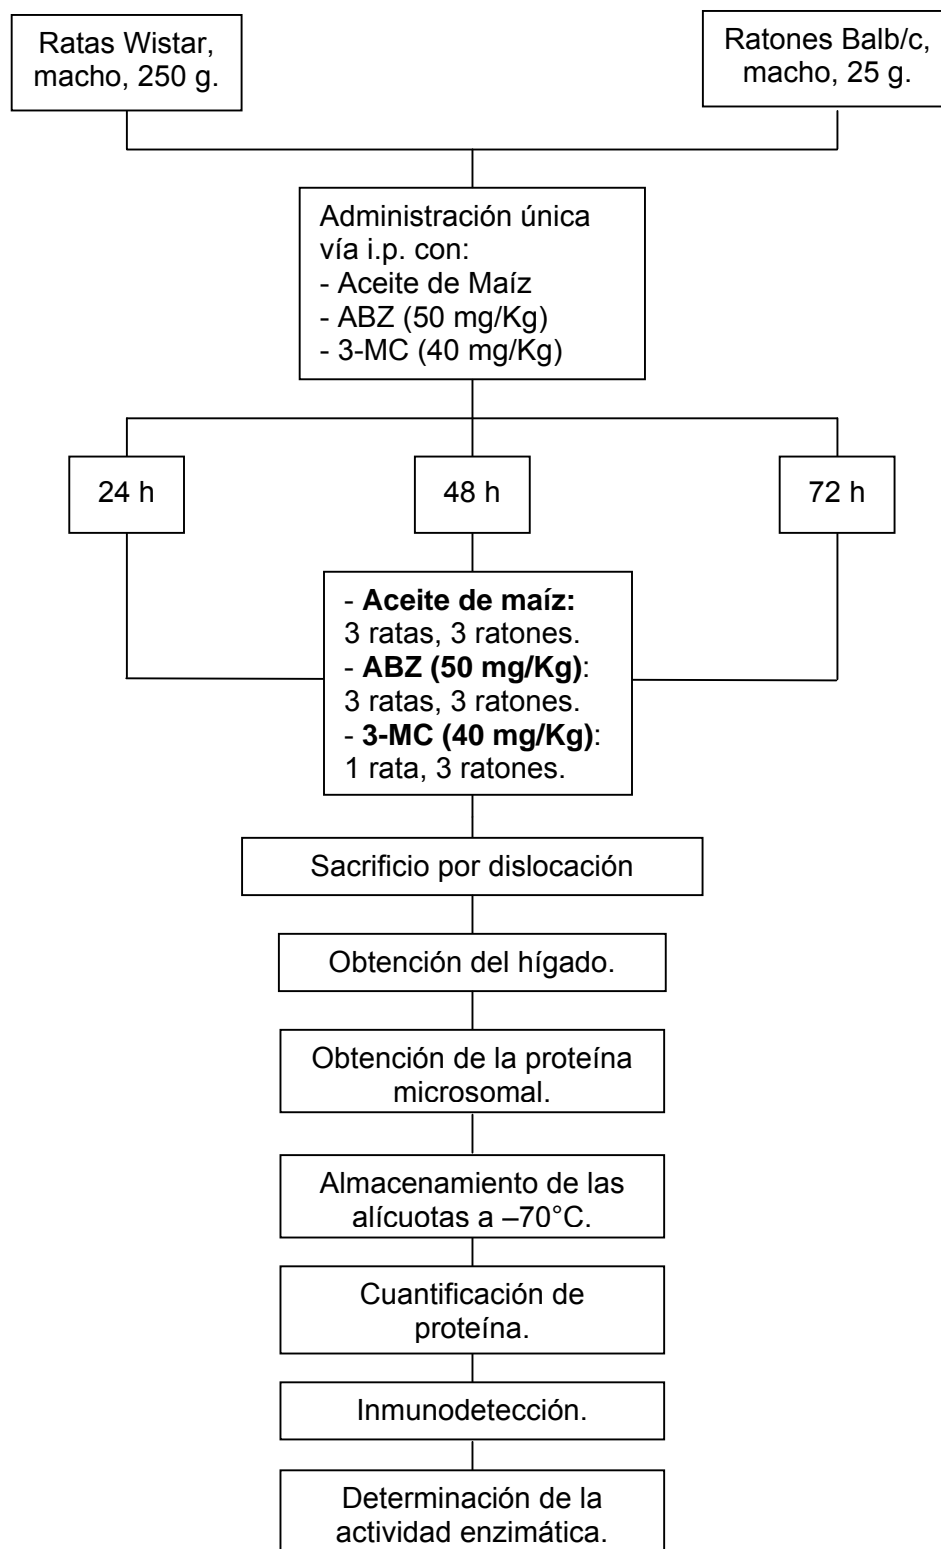 Ratas Wistar,
macho, 250 g.
Ratones Balb/c,
macho, 25 g.
Administración única
vía i.p. con:
- Aceite de Maíz
- ABZ (50 mg/Kg)
- 3-MC (40 mg/Kg)
24 h
48 h
72 h
- Aceite de maíz:
3 ratas, 3 ratones.
- ABZ (50 mg/Kg):
3 ratas, 3 ratones.
- 3-MC (40 mg/Kg):
1 rata, 3 ratones.
Sacrificio por dislocación
Obtención del hígado.
Obtención de la proteína
microsomal.
Almacenamiento de las
alícuotas a –70°C.
Cuantificación de
proteína.
Inmunodetección.
Determinación de la
actividad enzimática.